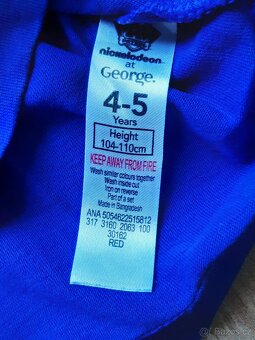 nickelodeon
at
George.
4-5
Years
Height
104-110cm
KEEP AWAY FROM FIRE
Wash similar colours together
Wash inside out
Iron on reverse
Part of a set
Made in Bangladesh
ANA 5054622515812
317 3160 2063 100
30162
RED